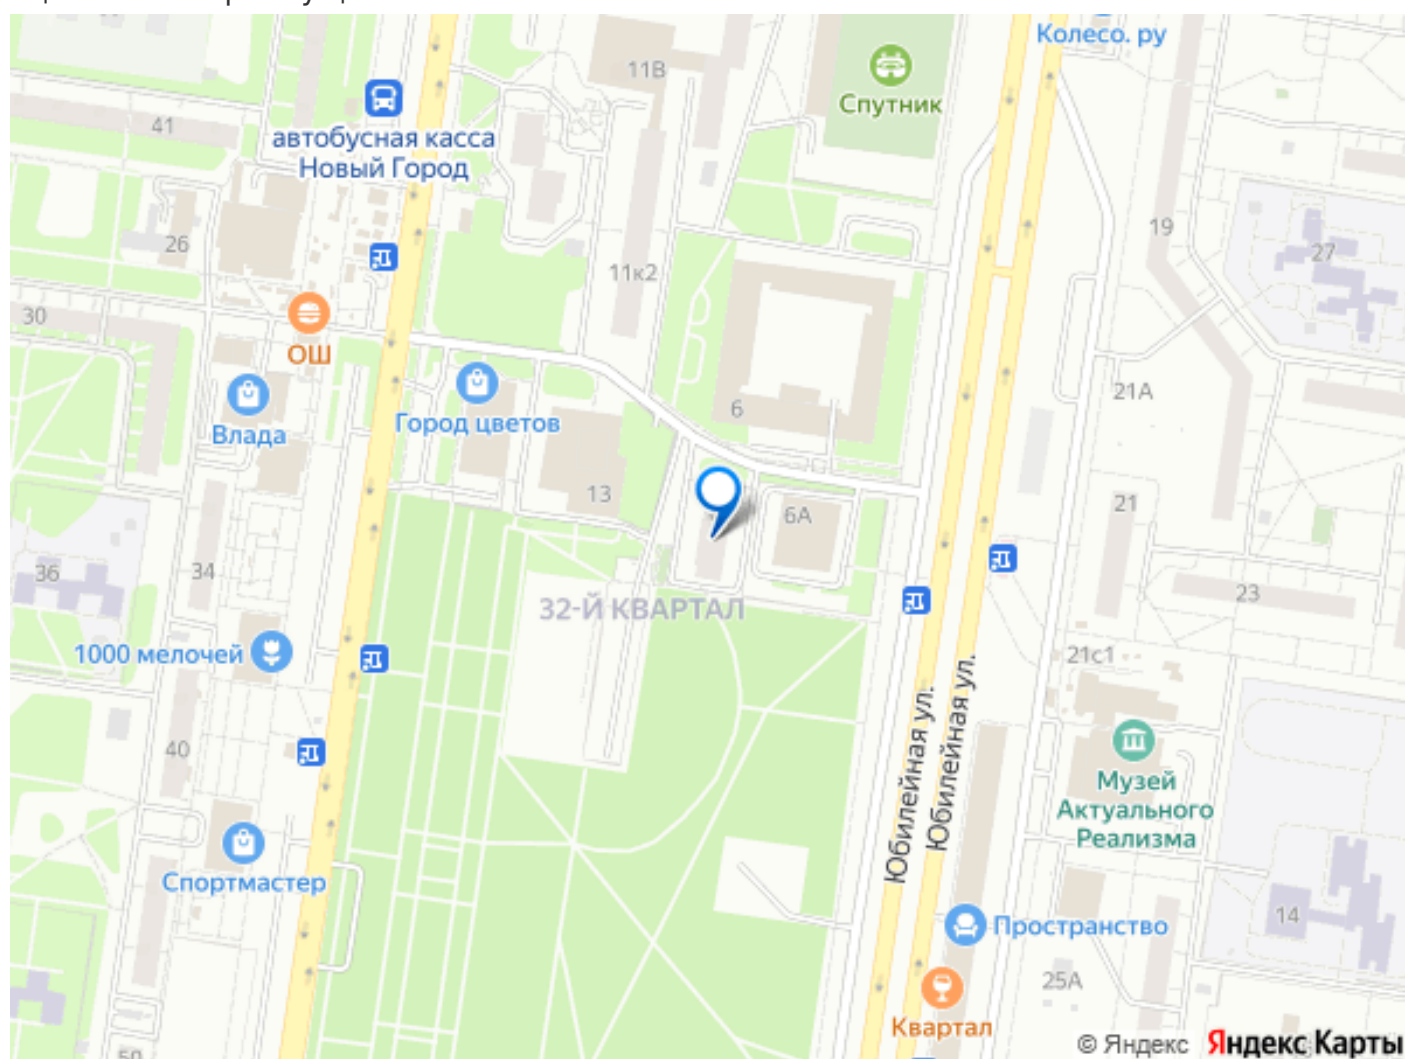 Колесо. ру
11В
Спутник
41
автобусная касса
Новый Город
26
19
27
11к2
30
ОШ
21А
Влада
Город цветов
6
13
6А
21
36
34
23
32-Й КВАРТАЛ
1000 мелочей
21с1
40
Юбилейная ул.
Юбилейная ул.
Музей
Актуального
Реализма
Спортмастер
14
Пространство
25А
Квартал
© Яндекс Яндекс Карты